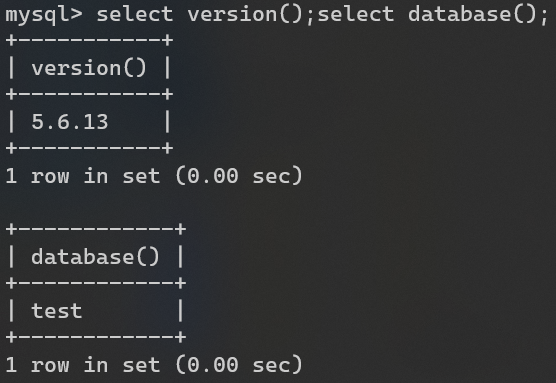 mysql> select version();select database();
+-----------+
| version() |
+-----------+
| 5.6.13    |
+-----------+
1 row in set (0.00 sec)

+------------+
| database() |
+------------+
| test       |
+------------+
1 row in set (0.00 sec)